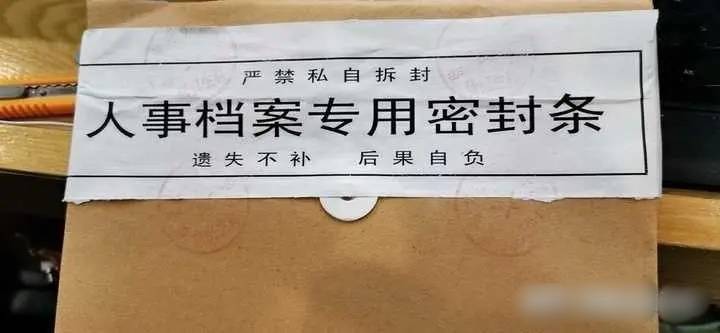 严禁私自拆封
人事档案专用密封条
遗失不补 后果自负